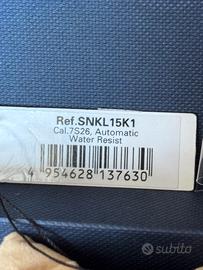 Ref.SNKL15K1
Cal.7S26, Automatic
Water Resist
4 954628 137630
subito